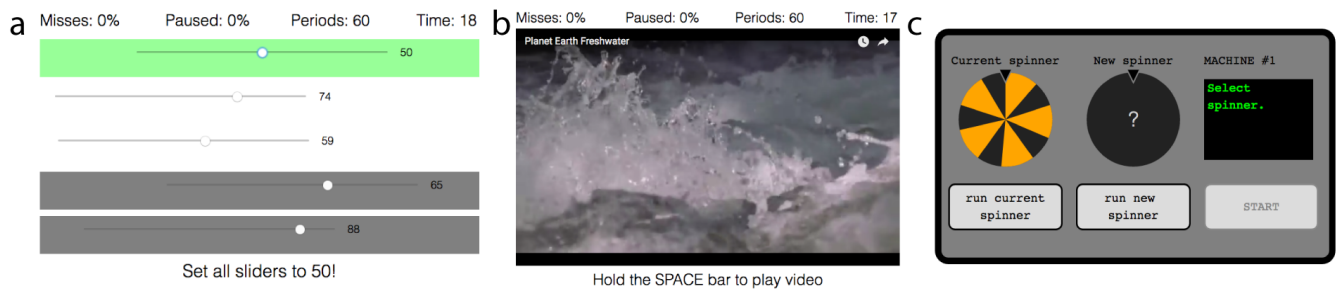 a
Misses: 0% Paused: 0% Periods: 60 Time: 18
50
74
59
65
88
Set all sliders to 50!
b
Misses: 0% Paused: 0% Periods: 60 Time: 17
Planet Earth Freshwater
Hold the SPACE bar to play video
c
Current spinner New spinner MACHINE #1
Select
spinner.
?
run current
spinner
run new
spinner
START